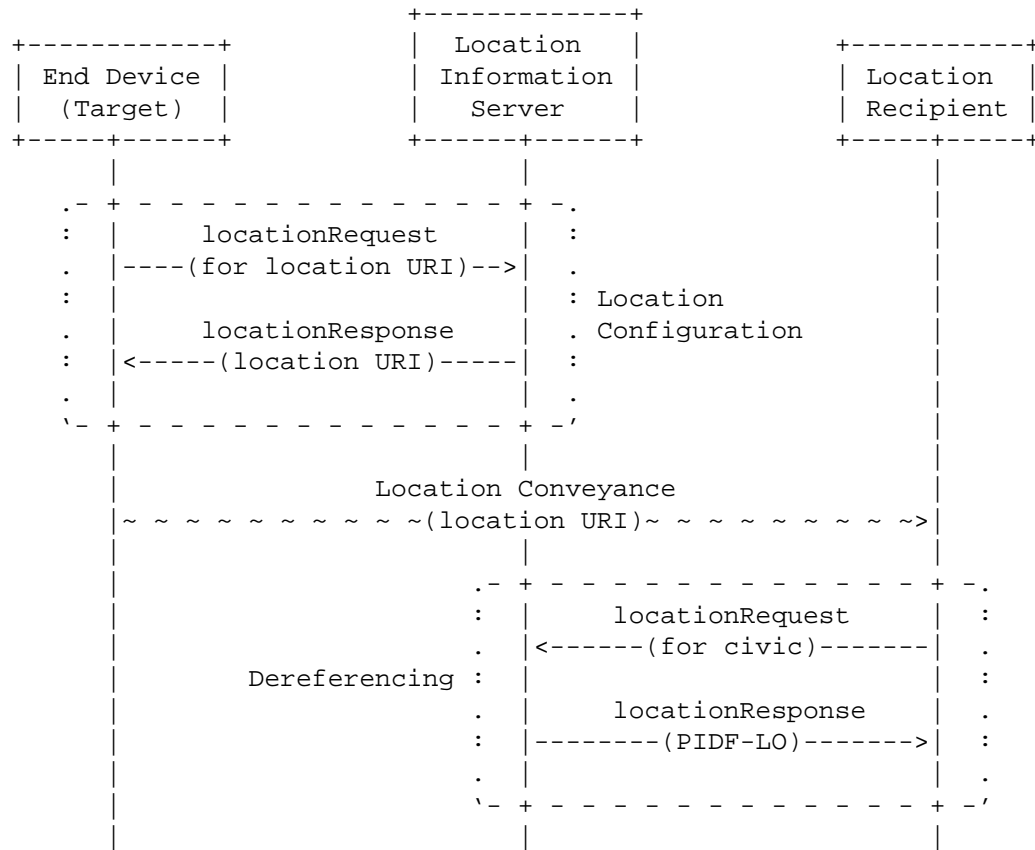 Location
End Device Information Location
(Target) Server Recipient
locationRequest
(for location URI)
Location
locationResponse Configuration
(location URI)
Location Conveyance
(location URI)
locationRequest
(for civic)
Dereferencing
locationResponse
(PIDF-LO)